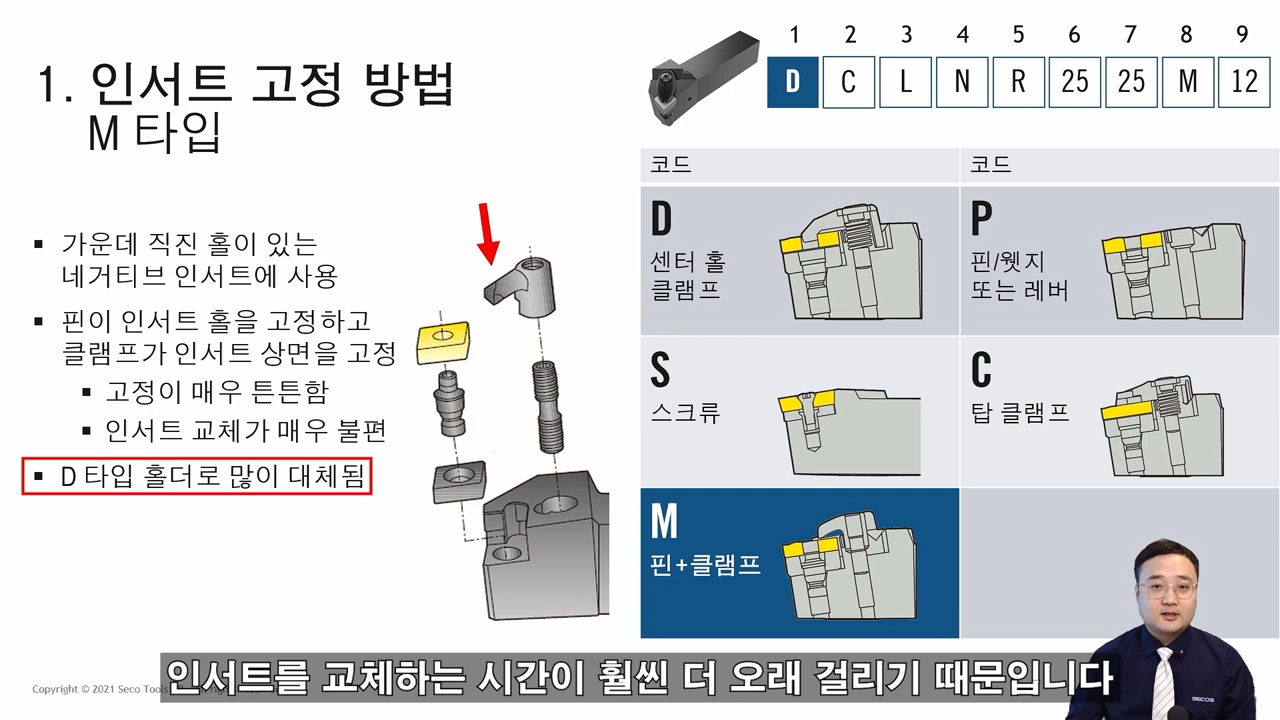 1. 인서트 고정 방법
M 타입
▪ 가운데 직진 홀이 있는
네거티브 인서트에 사용
▪ 핀이 인서트 홀을 고정하고
클램프가 인서트 상면을 고정
▪ 고정이 매우 튼튼함
▪ 인서트 교체가 매우 불편
▪ D 타입 홀더로 많이 대체됨
1 2 3 4 5 6 7 8 9
D C L N R 25 25 M 12
코드 코드
D
센터 홀
클램프
P
핀/웻지
또는 레버
S
스크류
C
탑 클램프
M
핀+클램프
SECO
인서트를 교체하는 시간이 훨씬 더 오래 걸리기 때문입니다
Copyright © 2021 Seco Tools